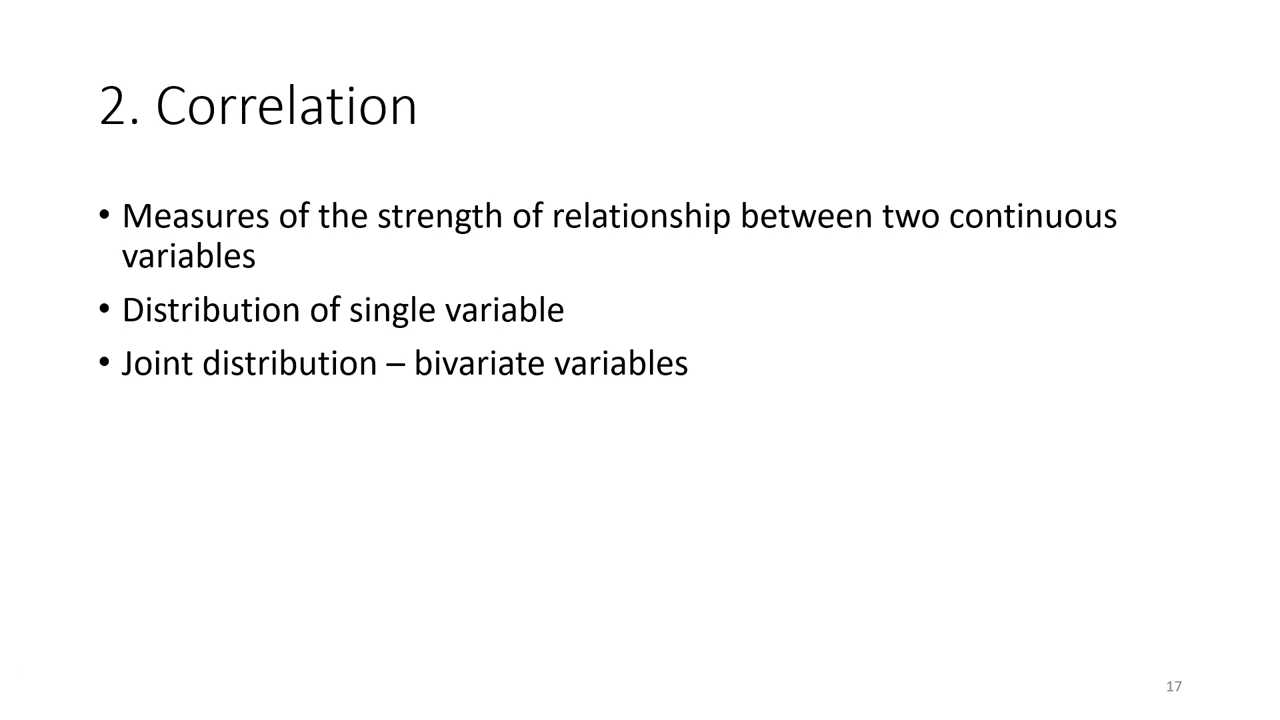 2. Correlation
• Measures of the strength of relationship between two continuous
variables
• Distribution of single variable
• Joint distribution – bivariate variables
17